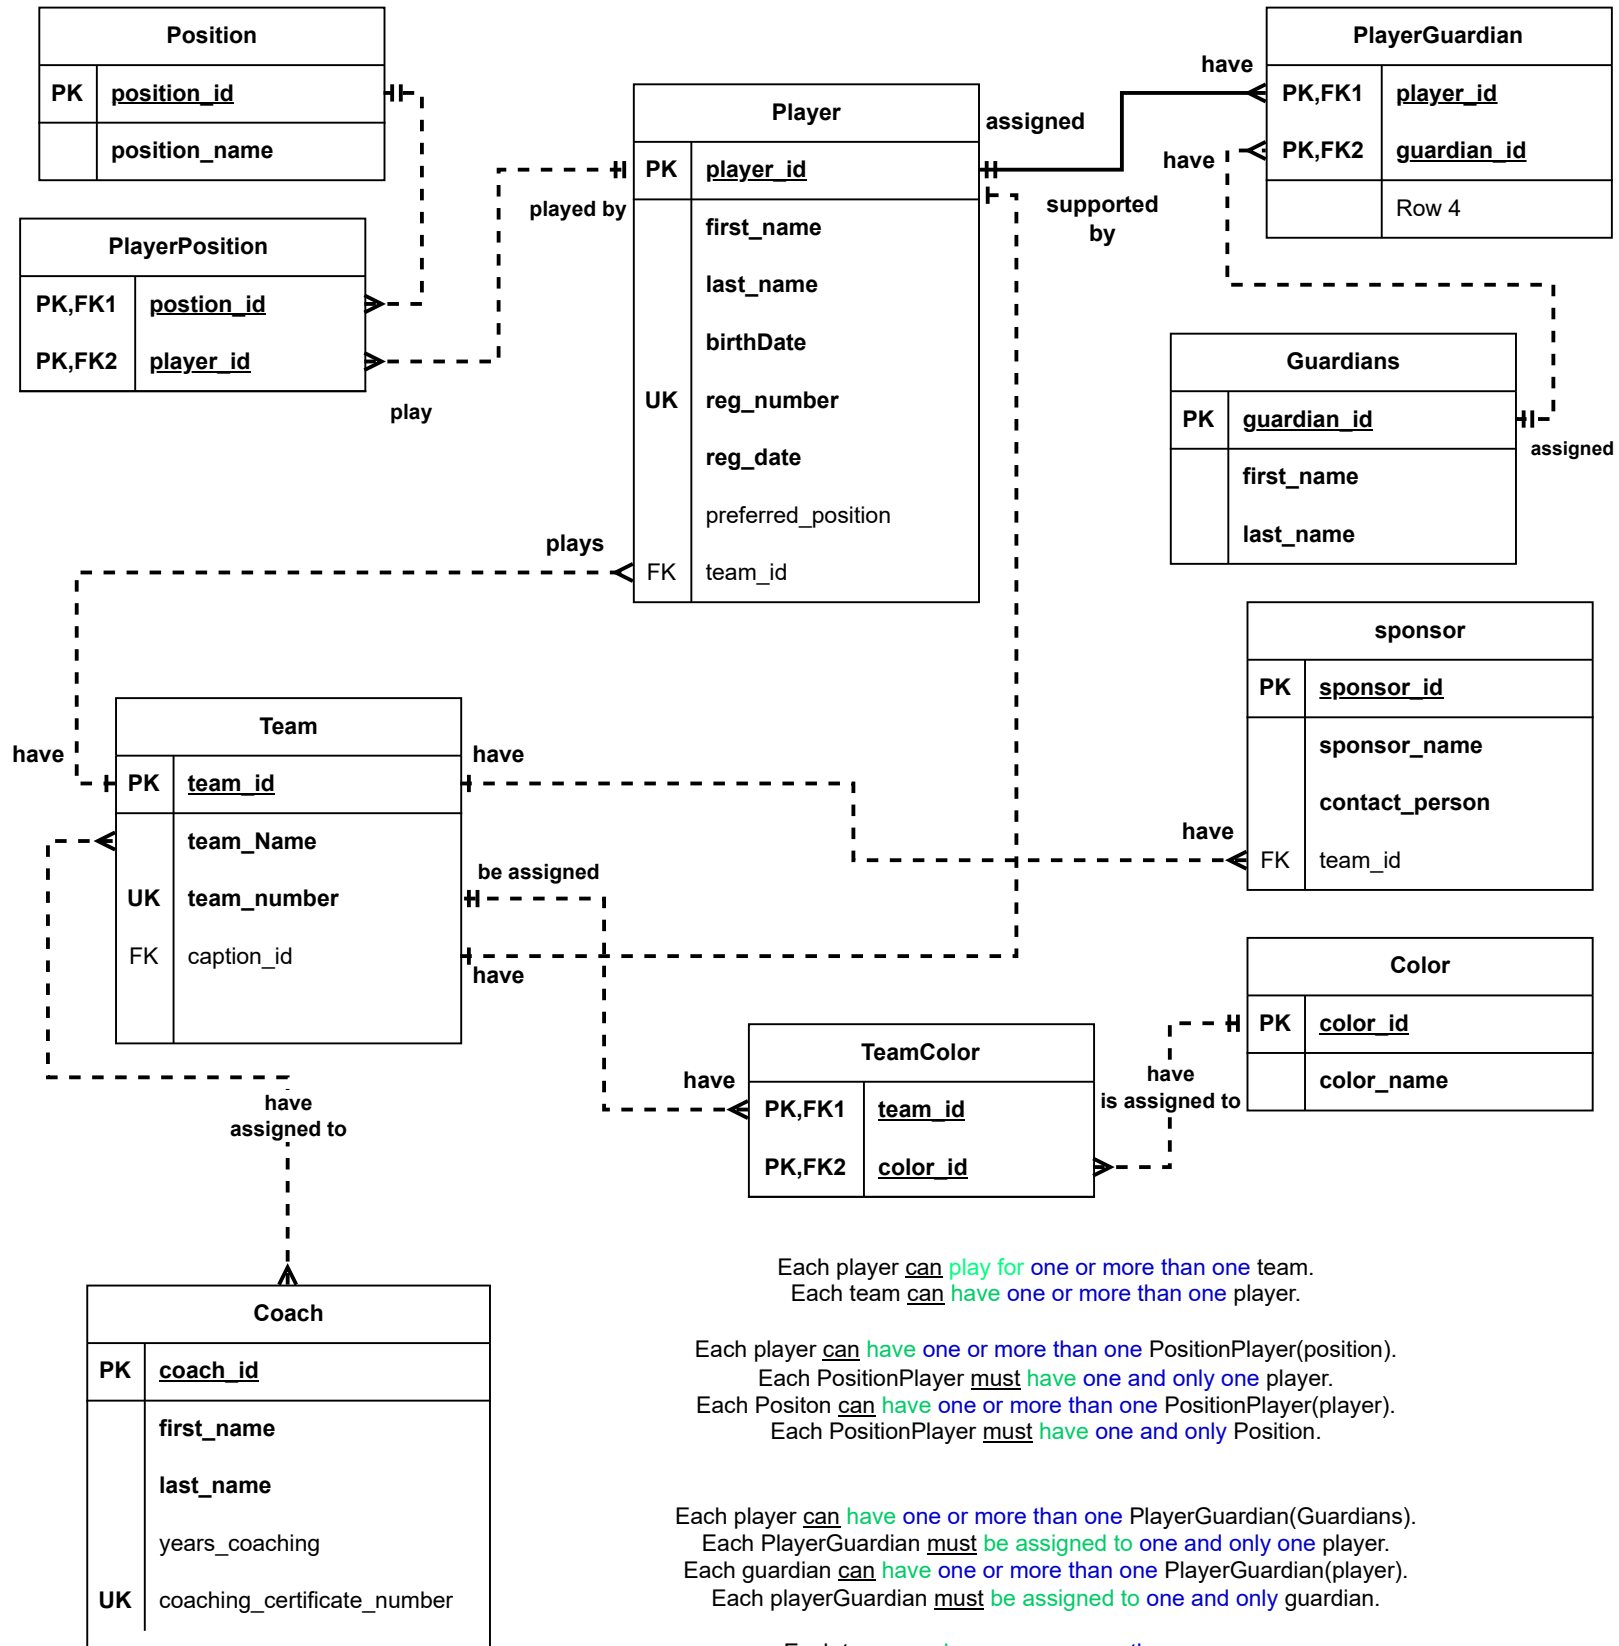 Position
PK position_id
position_name
PlayerPosition
PK,FK1 postion_id
PK,FK2 player_id
play
played by
Player
PK player_id
first_name
last_name
birthDate
UK reg_number
reg_date
preferred_position
FK team_id
assigned
supported
by
have
have
PlayerGuardian
PK,FK1 player_id
PK,FK2 guardian_id
Row 4
Guardians
PK guardian_id
first_name
last_name
assigned
plays
have
Team
PK team_id
team_Name
UK team_number
FK caption_id
have
be assigned
have
have
sponsor
PK sponsor_id
sponsor_name
contact_person
FK team_id
Color
PK color_id
color_name
have
TeamColor
PK,FK1 team_id
PK,FK2 color_id
have
is assigned to
have
assigned to
Coach
PK coach_id
first_name
last_name
years_coaching
UK coaching_certificate_number
Each player can play for one or more than one team.
Each team can have one or more than one player.
Each player can have one or more than one PositionPlayer(position).
Each PositionPlayer must have one and only one player.
Each Positon can have one or more than one PositionPlayer(player).
Each PositionPlayer must have one and only Position.
Each player can have one or more than one PlayerGuardian(Guardians).
Each PlayerGuardian must be assigned to one and only one player.
Each guardian can have one or more than one PlayerGuardian(player).
Each playerGuardian must be assigned to one and only guardian.